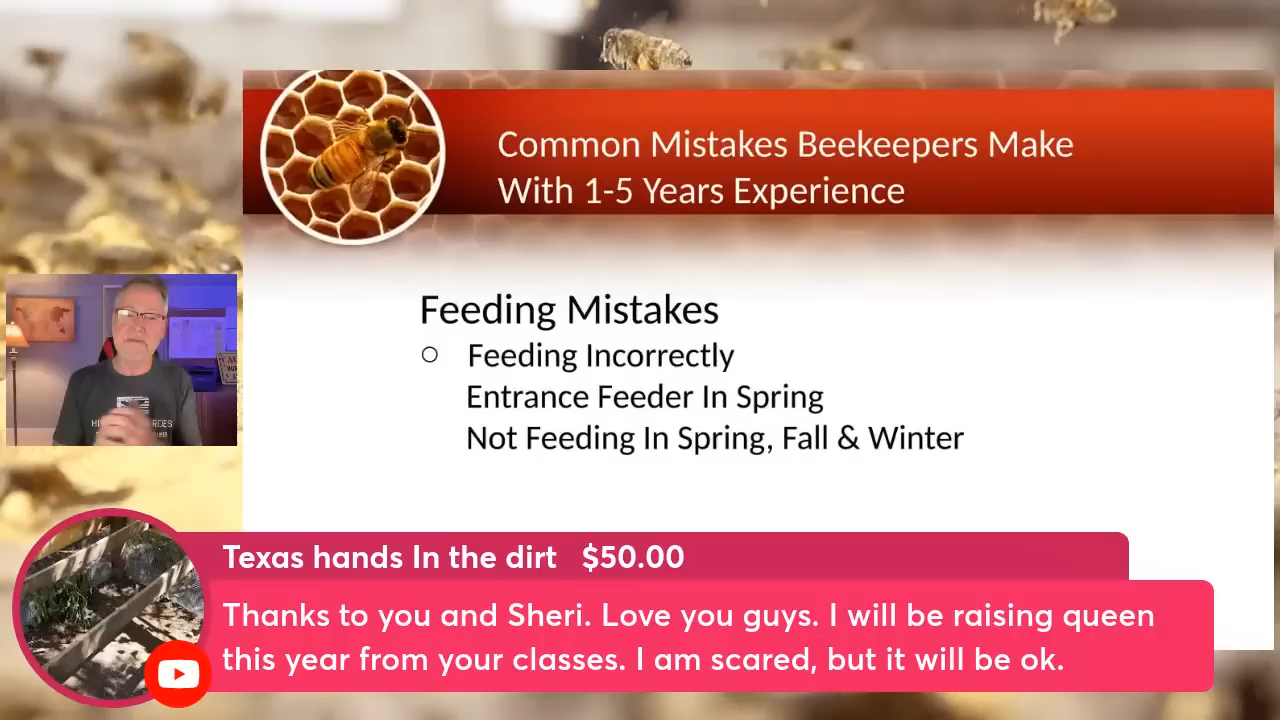 Common Mistakes Beekeepers Make
With 1-5 Years Experience
Feeding Mistakes
Feeding Incorrectly
Entrance Feeder In Spring
Not Feeding In Spring, Fall & Winter
Texas hands In the dirt $50.00
Thanks to you and Sheri. Love you guys. I will be raising queen
this year from your classes. I am scared, but it will be ok.